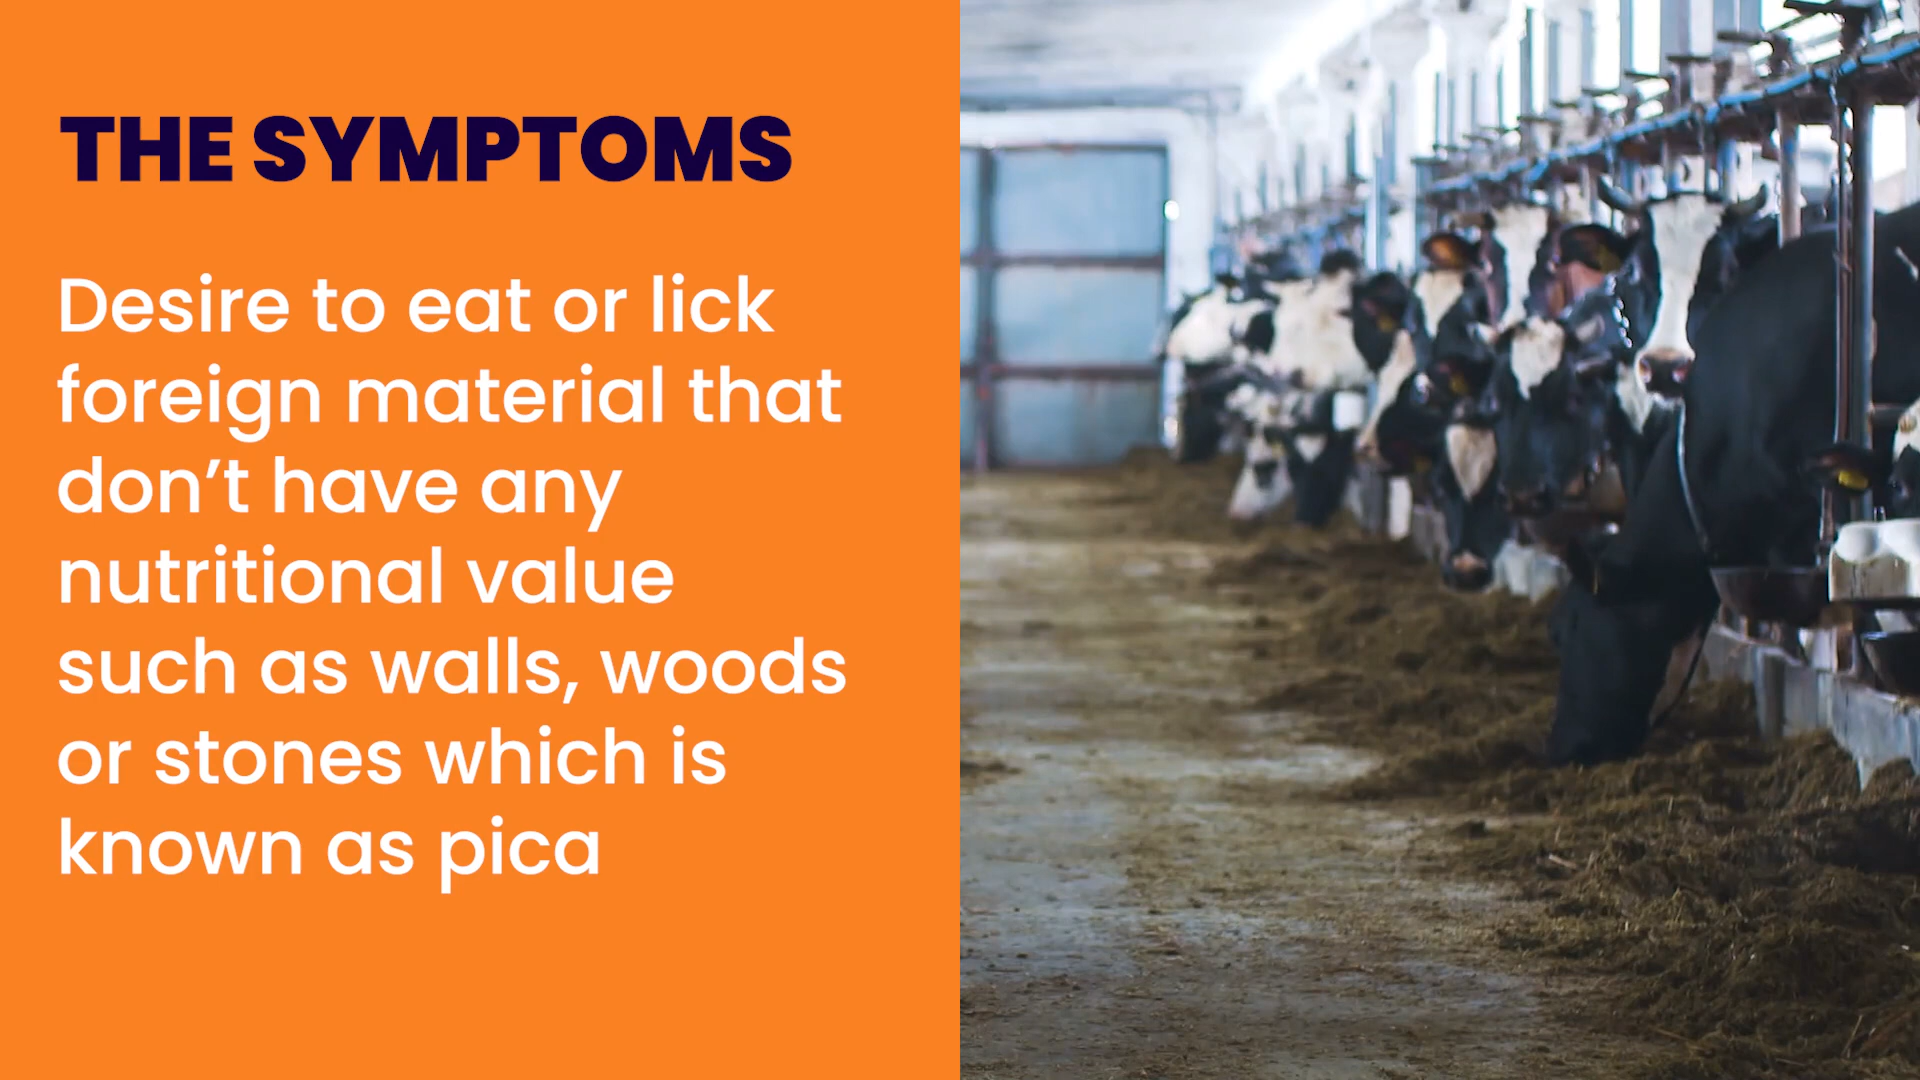 THE SYMPTOMS
Desire to eat or lick
foreign material that
don’t have any
nutritional value
such as walls, woods
or stones which is
known as pica